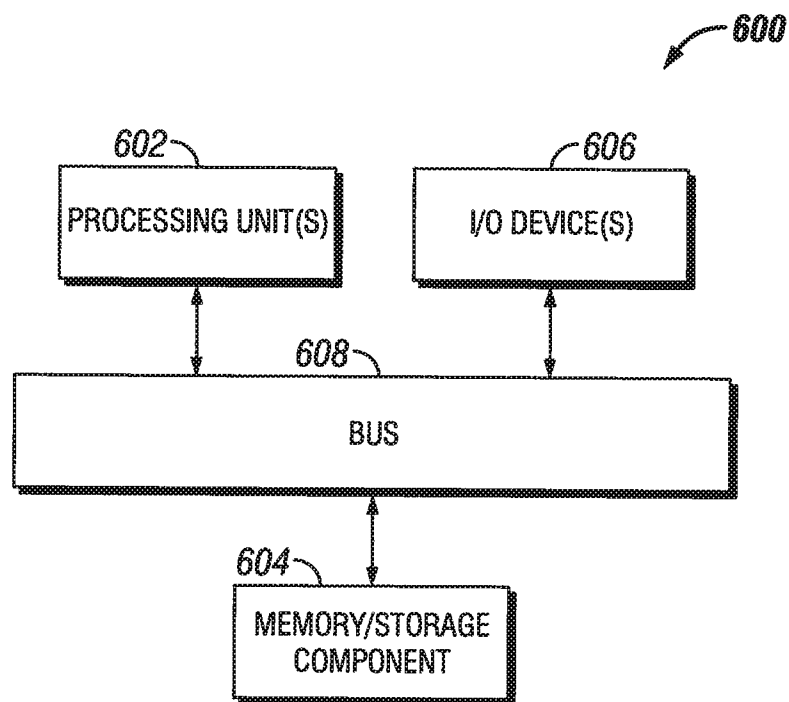 600
602
606
PROCESSING UNIT(S)
I/O DEVICE(S)
608
BUS
604
MEMORY/STORAGE
COMPONENT